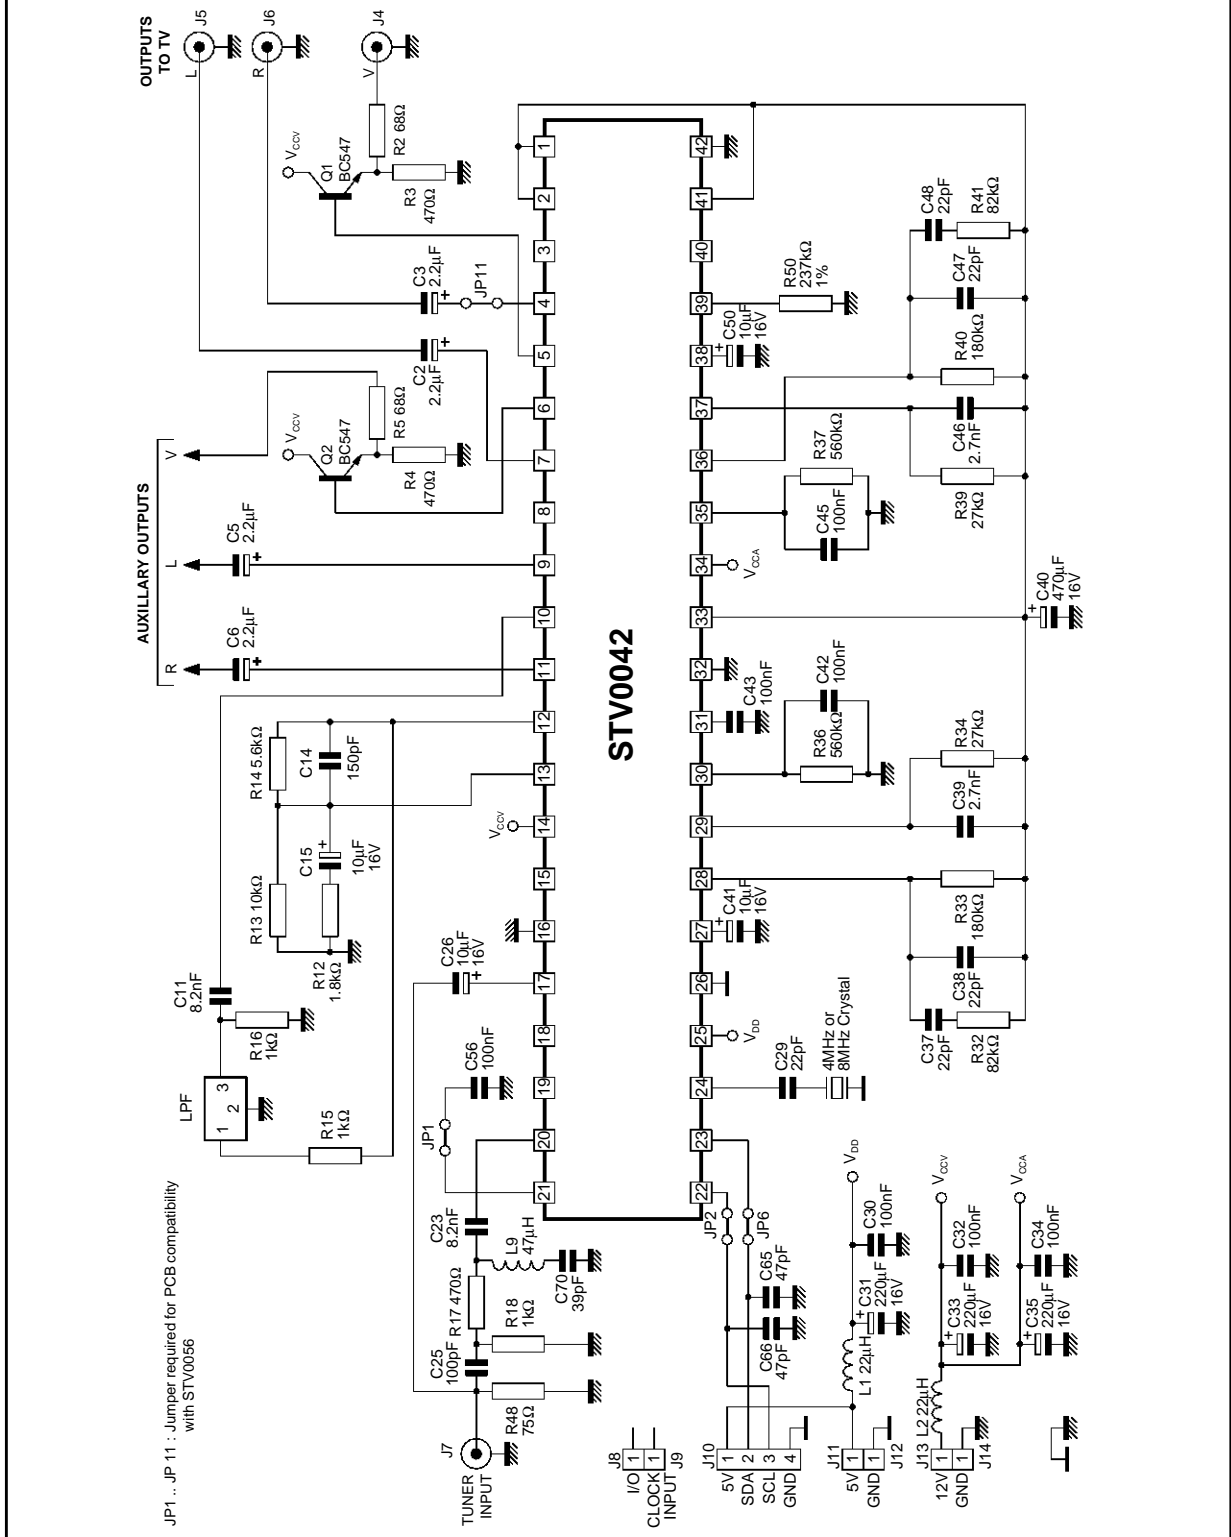 OUTPUTS
TO TV
J5
L
J6
R
J4
V
R2 68Ω
VCCV
Q1
BC547
R3
470Ω
C3
2.2µF
+
JP11
C2
2.2µF
+
AUXILLARY OUTPUTS
V
L
R
R5 68Ω
VCCV
Q2
BC547
R4
470Ω
C5
2.2µF
+
C6
2.2µF
+
R14 5.6kΩ
C14
150pF
R13 10kΩ
C15
+
10µF
16V
R12
1.8kΩ
VCCV
C11
8.2nF
R16
1kΩ
LPF
1
2
3
R15
1kΩ
C26
10µF
16V
+
C56
100nF
JP1
JP1 .. JP 11 : Jumper required for PCB compatibility
with STV0056
C23
8.2nF
L9
47µH
C70
39pF
R17 470Ω
R18
1kΩ
C25
100pF
R48
75Ω
J7
TUNER
INPUT
STV0042
1
2
3
4
5
6
7
8
9
10
11
12
13
14
15
16
17
18
19
20
21
22
23
24
25
26
27
28
29
30
31
32
33
34
35
36
37
38
39
40
41
42
R50
237kΩ
1%
C50
10µF
16V
+
C48
22pF
R41
82kΩ
C47
22pF
R40
180kΩ
C46
2.7nF
R39
27kΩ
R37
560kΩ
C45
100nF
VCCA
C40
470µF
16V
+
C43
100nF
C42
100nF
R36
560kΩ
R34
27kΩ
C39
2.7nF
C41
10µF
16V
+
R33
180kΩ
C38
22pF
C37
22pF
R32
82kΩ
VDD
C29
22pF
4MHz or
8MHz Crystal
JP2
JP6
C65
47pF
C66
47pF
J8
I/O
1
CLOCK
INPUT
1
J9
J10
5V
1
SDA
2
SCL
3
GND
4
VDD
C30
100nF
C31
220µF
16V
+
L1 22µH
J11
5V
1
GND
1
J12
VCCV
VCCA
C32
100nF
C33
220µF
16V
+
C34
100nF
C35
220µF
16V
+
L2 22µH
J13
12V
1
GND
1
J14